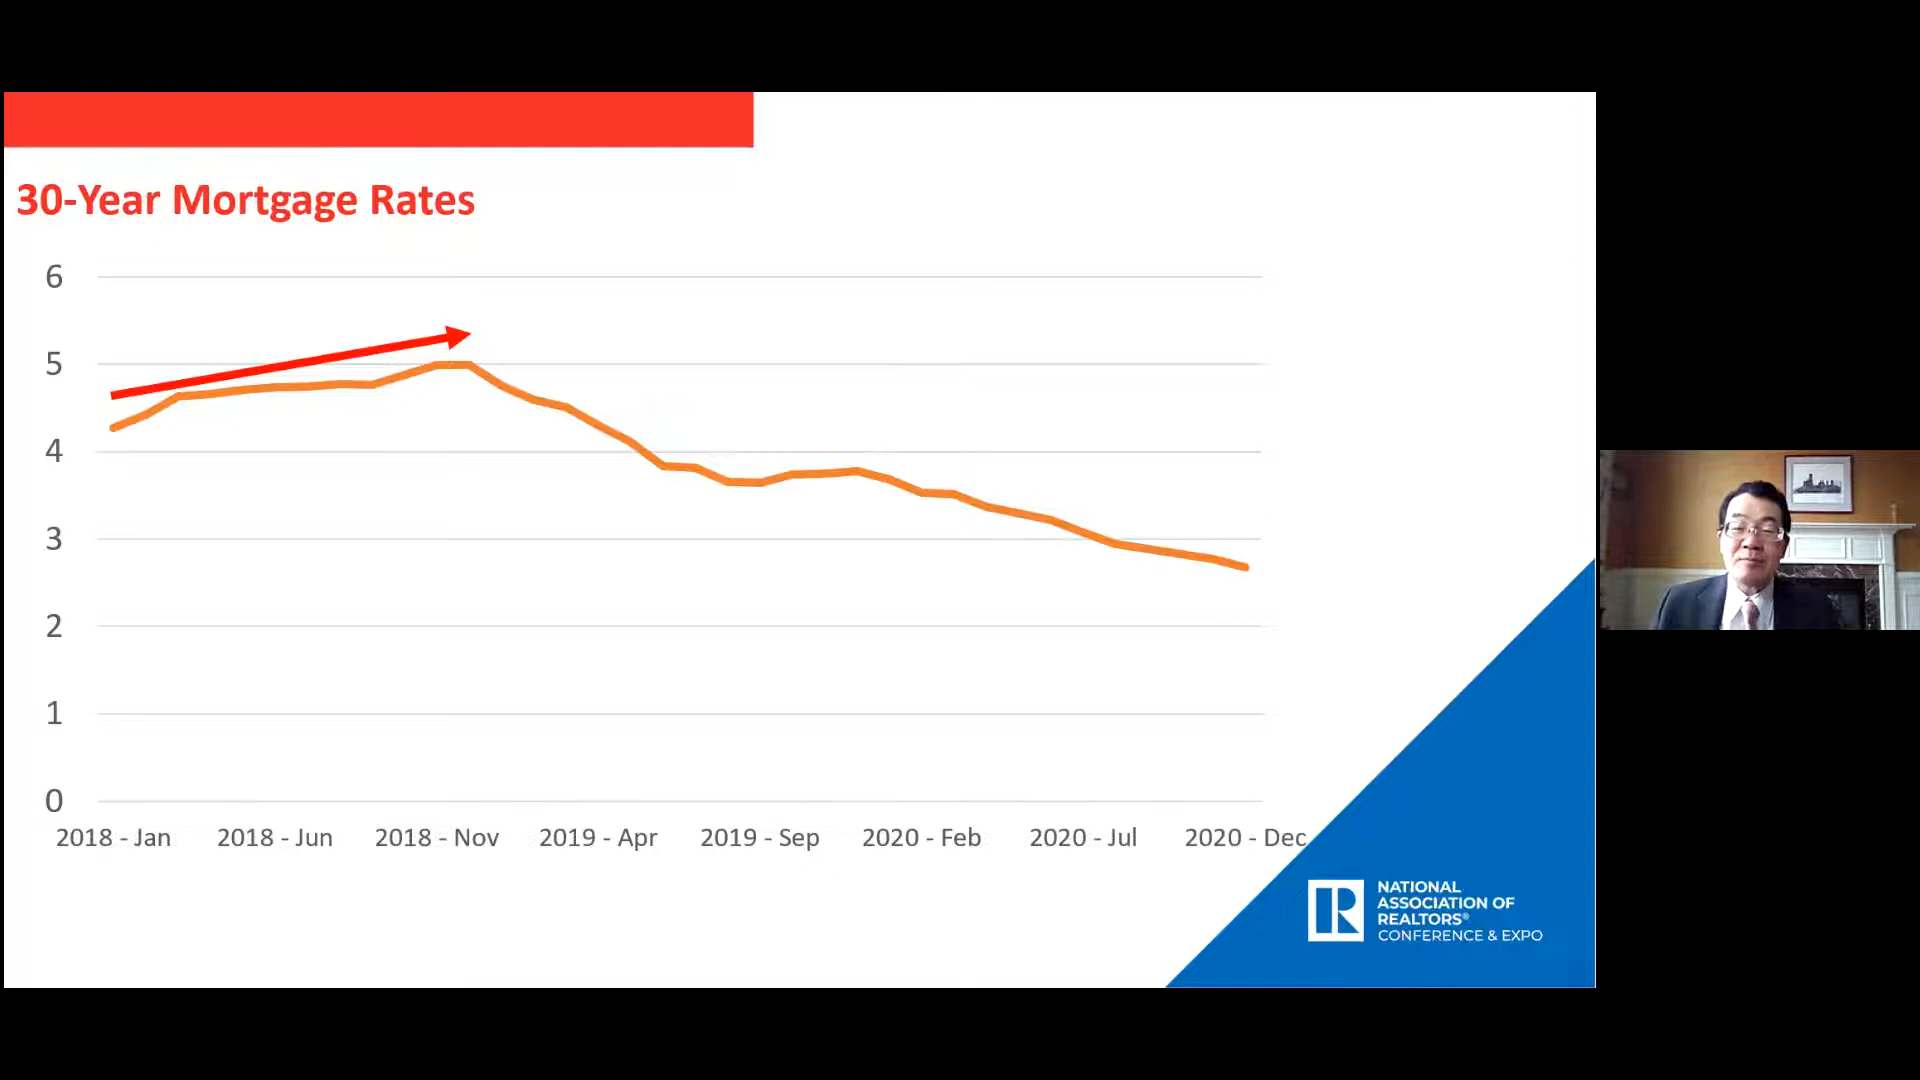 30-Year Mortgage Rates
6
5
4
3
2
1
0
2018 - Jan 2018 - Jun 2018 - Nov 2019 - Apr 2019 - Sep 2020 - Feb 2020 - Jul 2020 - Dec
R
NATIONAL
ASSOCIATION OF
REALTORS®
CONFERENCE & EXPO